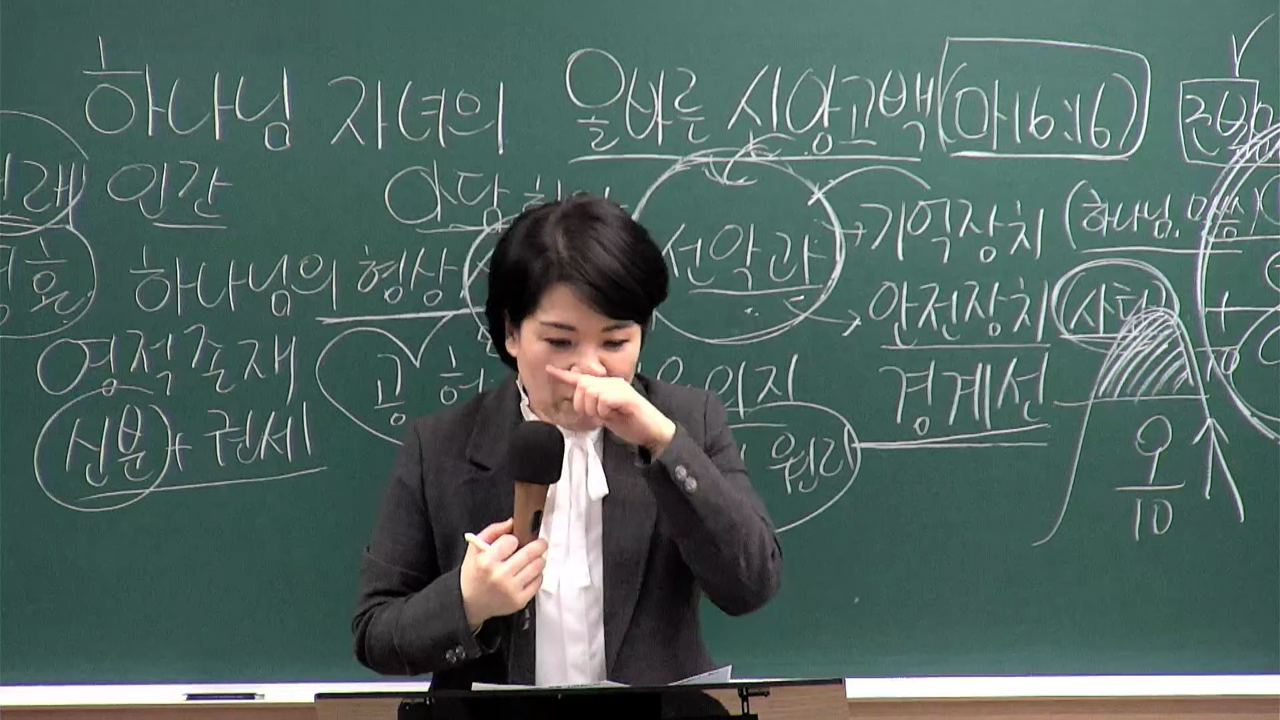 하나님 자녀의 올바른 신앙고백 (마16:16)
인간 아담 선악과 → 기억장치 (하나님.말씀)
하나님의 형상 → 안전장치 사탄
영적존재 공 의지 경계선
신분 + 권세 원리 9/10